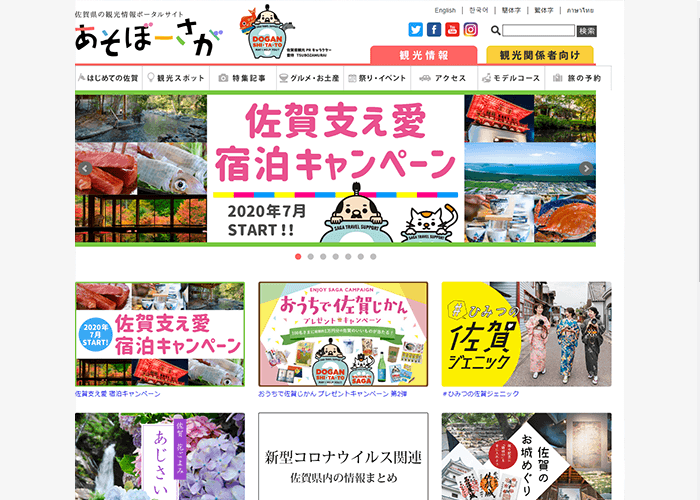 佐賀県の観光情報ポータルサイト
あそぼーさが
DOGAN
SHI-TA-TO
佐賀県観光PRキャラクター
壺侍 TSUBOZAMURAI
English | 한국어 | 簡体字 | 繁体字 | ภาษาไทย
検索
観光情報
観光関係者向け
はじめての佐賀
観光スポット
特集記事
グルメ・お土産
祭り・イベント
アクセス
モデルコース
旅の予約
佐賀支え愛
宿泊キャンペーン
2020年7月
START!!
SAGA TRAVEL SUPPORT
SAGA TRAVEL SUPPORT
2020年
7月
START!
佐賀支え愛
宿泊キャンペーン
佐賀支え愛 宿泊キャンペーン
ENJOY SAGA CAMPAIGN
おうちで佐賀じかん
プレゼントキャンペーン
DOGAN
SHI-TA-TO
SAGA
おうちで佐賀じかん プレゼントキャンペーン 第2弾
#ひみつの
佐賀
ジェニック
#ひみつの佐賀ジェニック
佐賀 花ごよみ
あじさい
新型コロナウイルス関連
佐賀県内の情報まとめ
佐賀の
お城めぐり